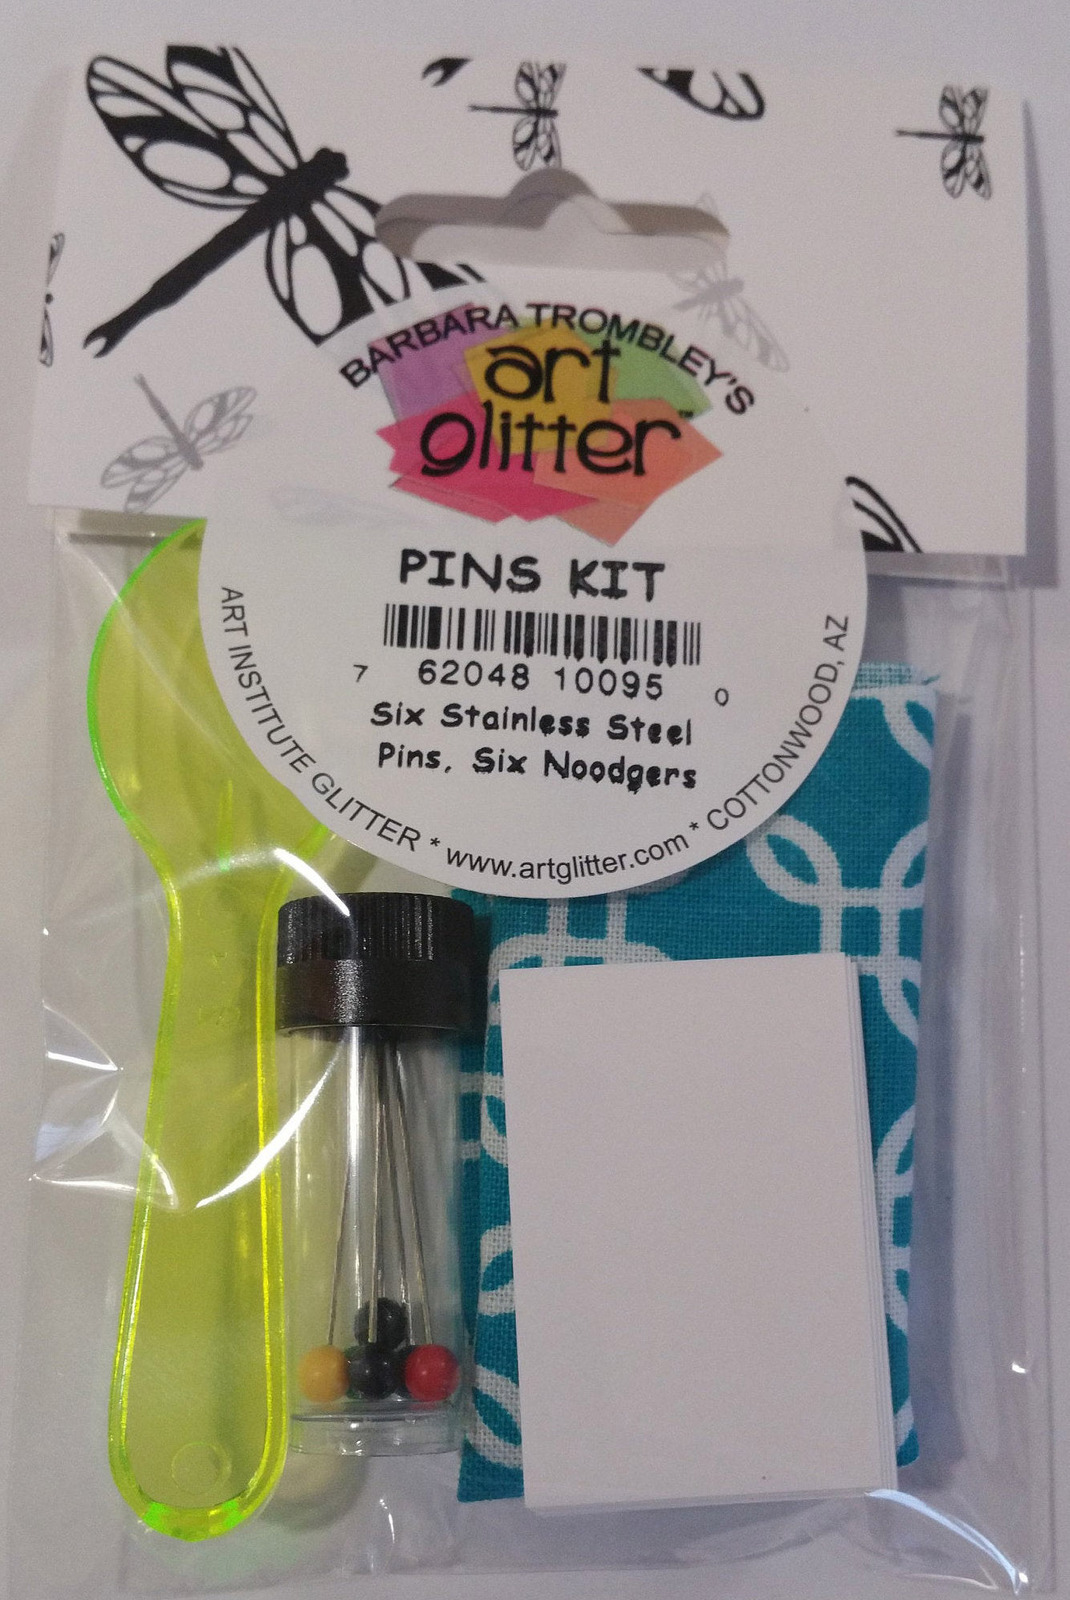 BARBARA TROMBLEY'S
art
glitter™
PINS KIT
7 62048 10095 0
Six Stainless Steel
Pins, Six Noodgers
ART INSTITUTE GLITTER * www.artglitter.com * COTTONWOOD, AZ